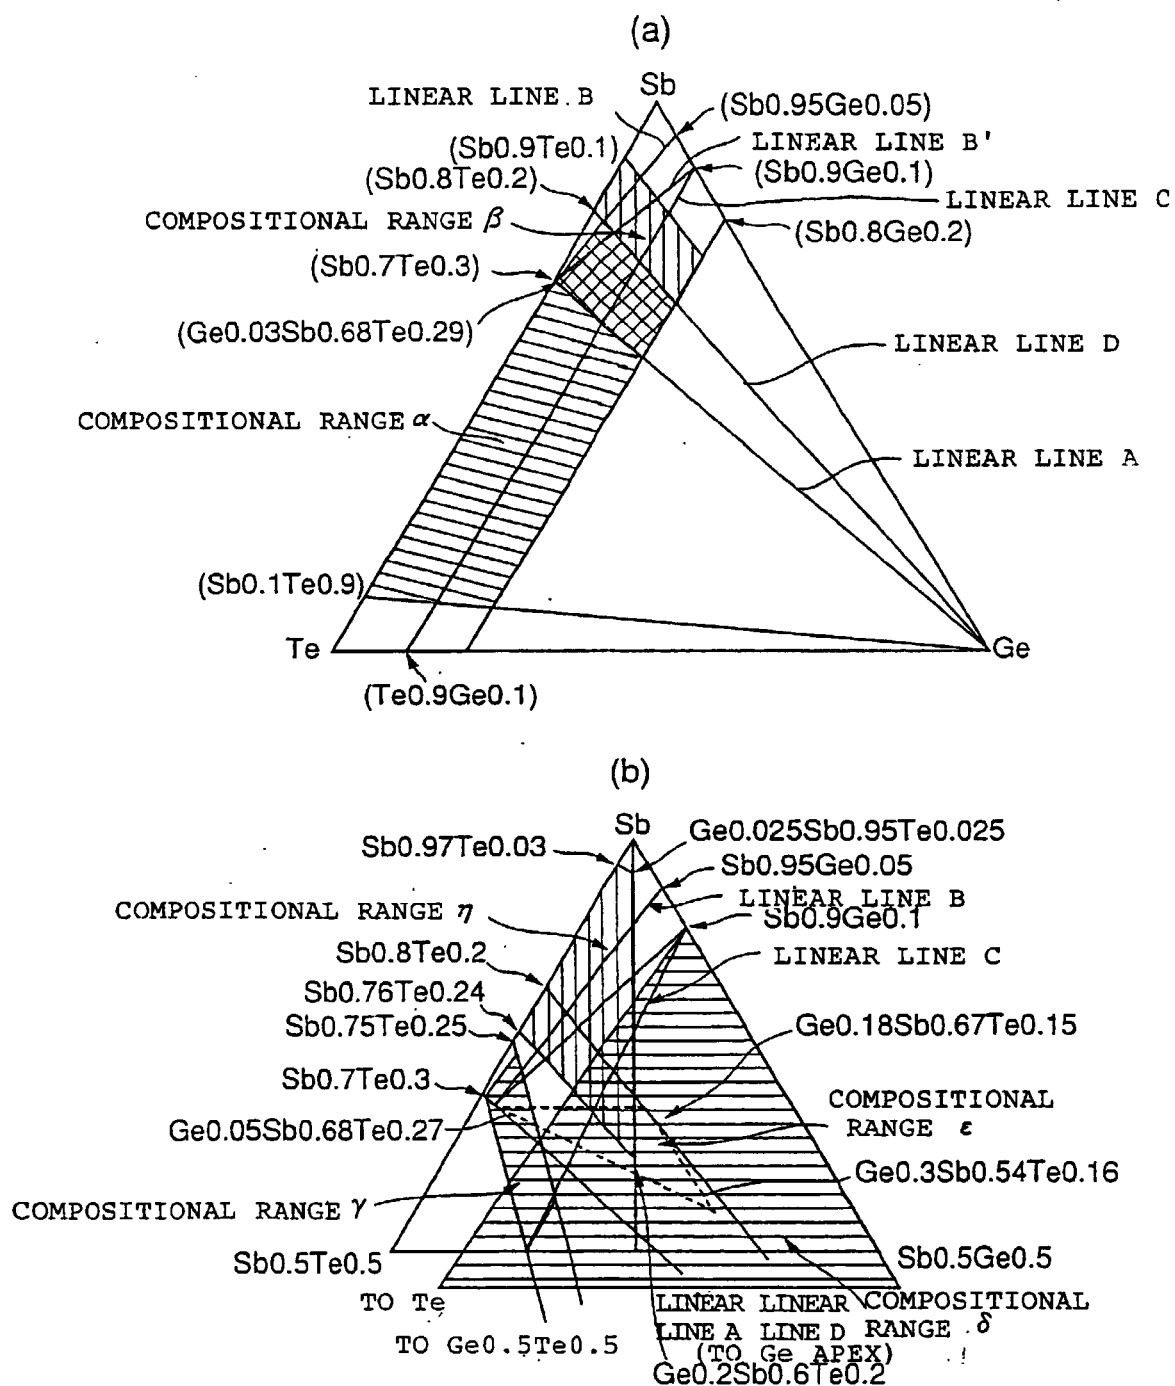 (a)
Sb
LINEAR LINE B
(Sb0.95Ge0.05)
(Sb0.9Te0.1)
LINEAR LINE B'
(Sb0.8Te0.2)
(Sb0.9Ge0.1)
LINEAR LINE C
COMPOSITIONAL RANGE β
(Sb0.8Ge0.2)
(Sb0.7Te0.3)
(Ge0.03Sb0.68Te0.29)
LINEAR LINE D
COMPOSITIONAL RANGE α
LINEAR LINE A
(Sb0.1Te0.9)
Te
Ge
(Te0.9Ge0.1)
(b)
Sb
Ge0.025Sb0.95Te0.025
Sb0.97Te0.03
Sb0.95Ge0.05
LINEAR LINE B
COMPOSITIONAL RANGE η
Sb0.9Ge0.1
Sb0.8Te0.2
LINEAR LINE C
Sb0.76Te0.24
Sb0.75Te0.25
Ge0.18Sb0.67Te0.15
Sb0.7Te0.3
COMPOSITIONAL
RANGE ε
Ge0.05Sb0.68Te0.27
Ge0.3Sb0.54Te0.16
COMPOSITIONAL RANGE γ
Sb0.5Te0.5
Sb0.5Ge0.5
TO Te
LINEAR LINEAR COMPOSITIONAL
TO Ge0.5Te0.5
LINE A LINE D RANGE δ
(TO Ge APEX)
Ge0.2Sb0.6Te0.2